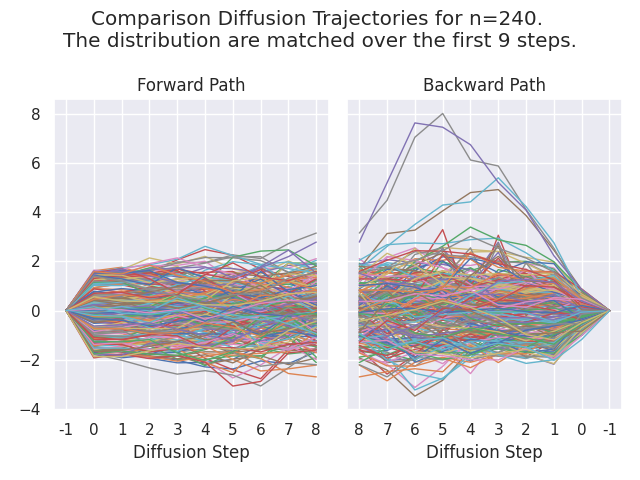 Comparison Diffusion Trajectories for n=240.
The distribution are matched over the first 9 steps.
Forward Path
Backward Path
8
6
4
2
0
−2
−4
-1 0 1 2 3 4 5 6 7 8
8 7 6 5 4 3 2 1 0 -1
Diffusion Step
Diffusion Step